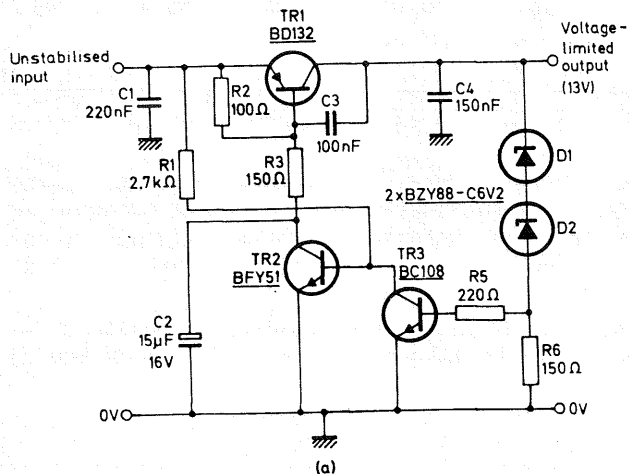 TR1
BD132
Unstabilised
input
Voltage-
limited
output
(13V)
C1
220nF
R2
100Ω
C3
100nF
C4
150nF
R1
2.7kΩ
R3
150Ω
D1
2xBZY88-C6V2
D2
TR2
BFY51
TR3
BC108
R5
220Ω
C2
15μF
16V
R6
150Ω
0V
0V
(a)